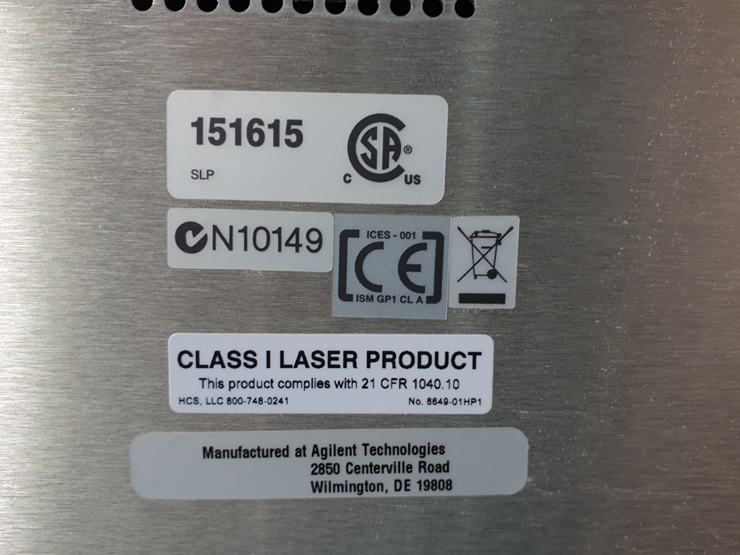 151615
SLP
CSA®
C US
N10149
ICES - 001
CE
ISM GP1 CL A
CLASS I LASER PRODUCT
This product complies with 21 CFR 1040.10
HCS, LLC 800-748-0241 No. 8649-01HP1
Manufactured at Agilent Technologies
2850 Centerville Road
Wilmington, DE 19808